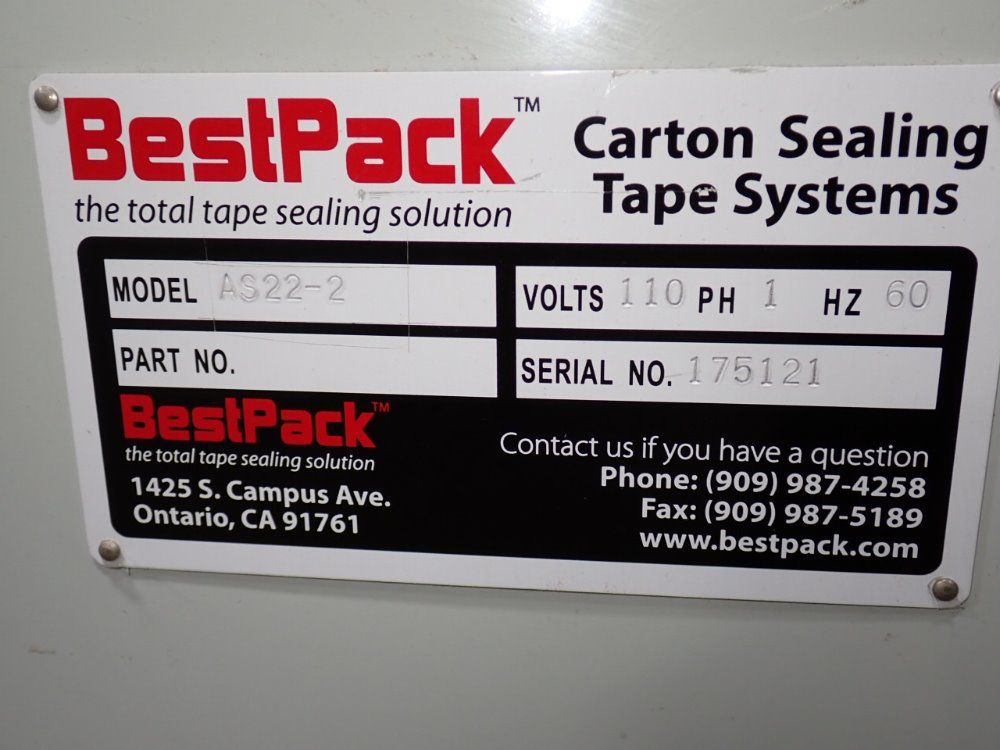 BestPack™
the total tape sealing solution
Carton Sealing
Tape Systems
MODEL AS22-2
VOLTS 110 PH 1 HZ 60
PART NO.
SERIAL NO. 175121
BestPack™
the total tape sealing solution
1425 S. Campus Ave.
Ontario, CA 91761
Contact us if you have a question
Phone: (909) 987-4258
Fax: (909) 987-5189
www.bestpack.com